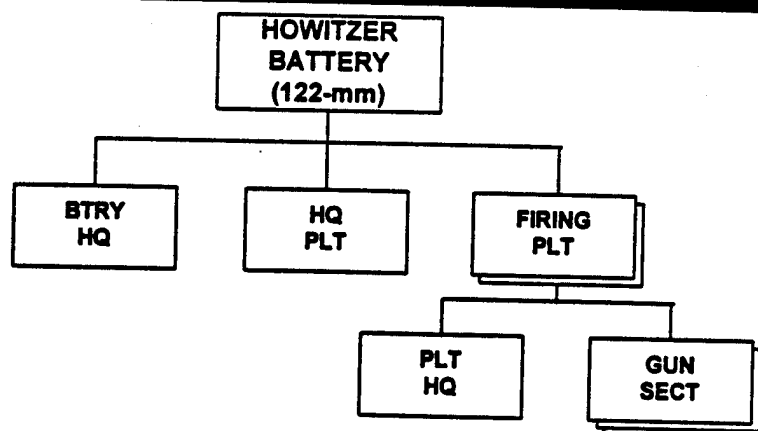 HOWITZER
BATTERY
(122-mm)
BTRY
HQ
HQ
PLT
FIRING
PLT
PLT
HQ
GUN
SECT